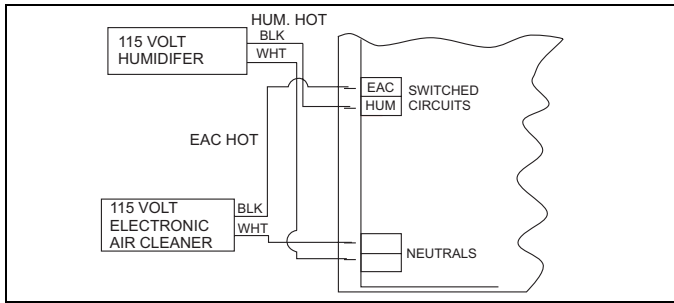 HUM. HOT
115 VOLT
HUMIDIFER
BLK
WHT
EAC
HUM
SWITCHED
CIRCUITS
EAC HOT
115 VOLT
ELECTRONIC
AIR CLEANER
BLK
WHT
NEUTRALS